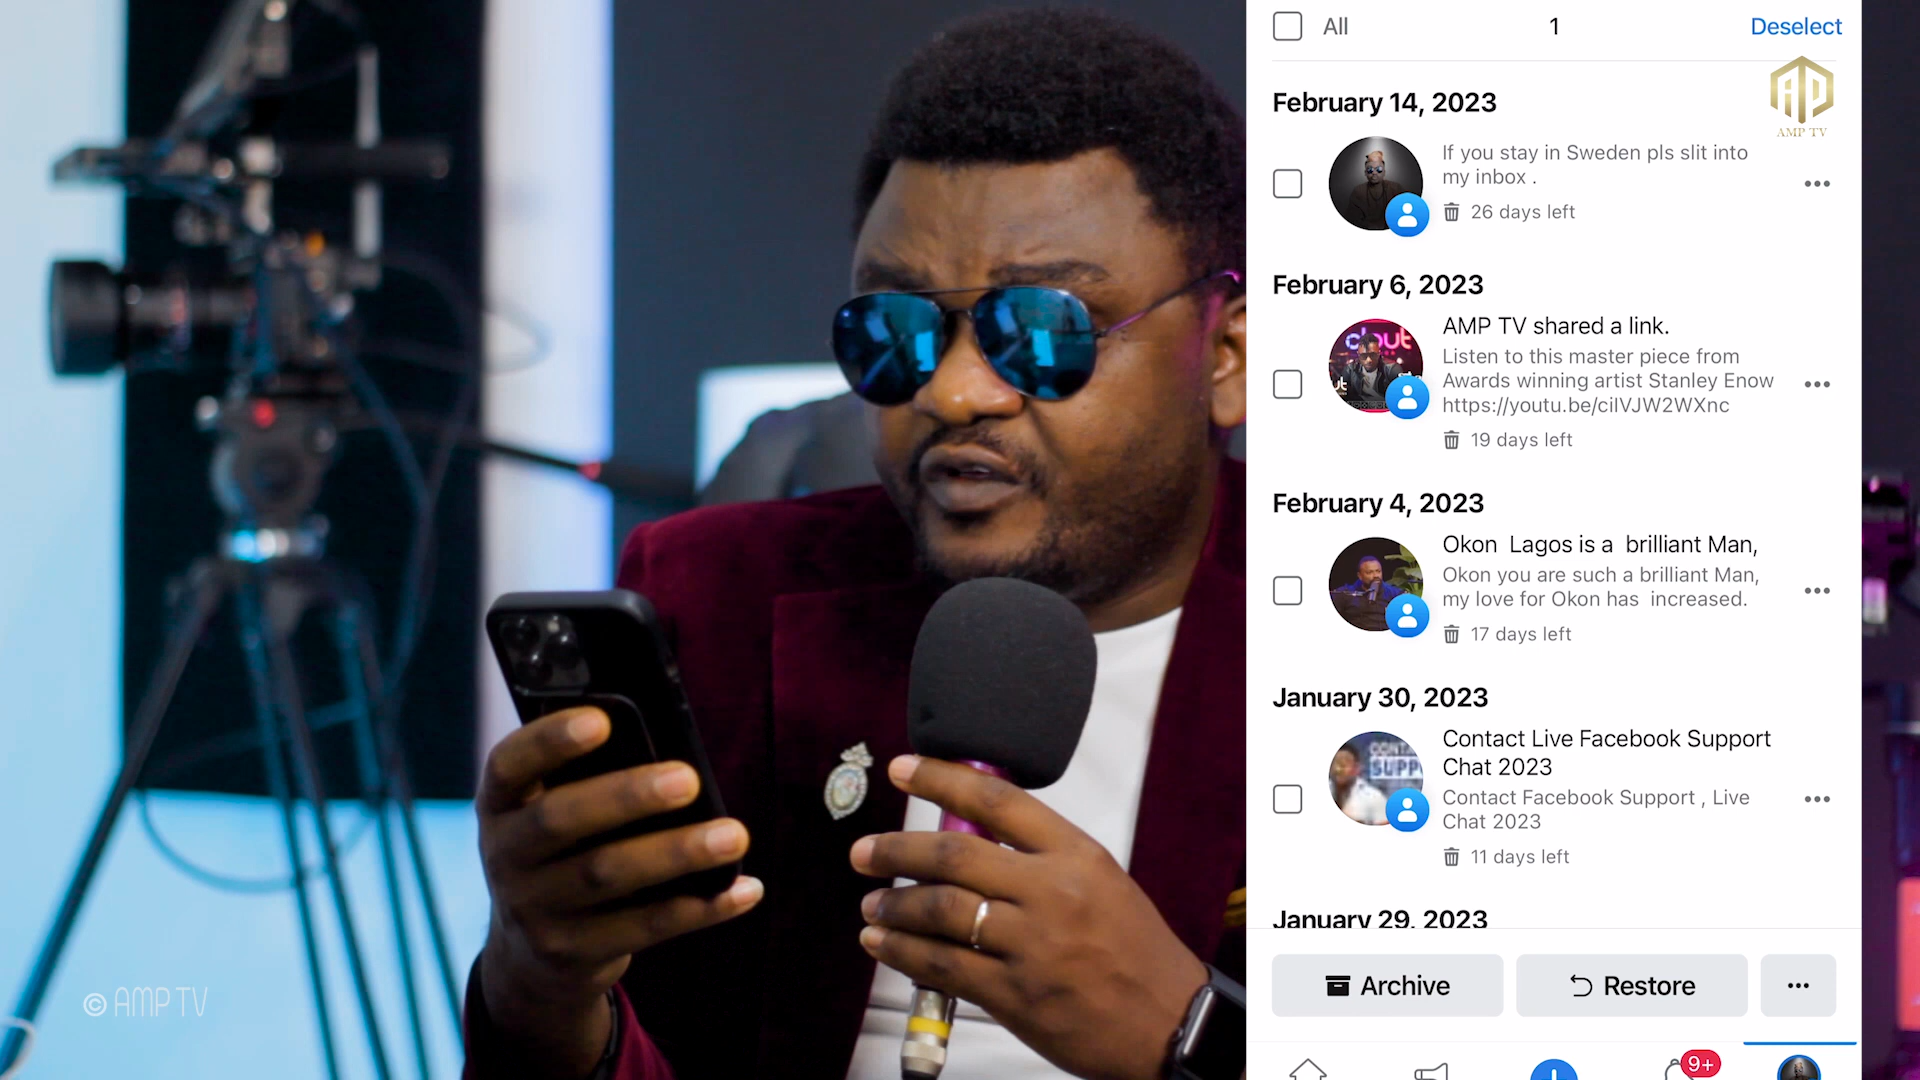 All
1
Deselect
AMP TV
February 14, 2023
If you stay in Sweden pls slit into
my inbox .
26 days left
February 6, 2023
AMP TV shared a link.
Listen to this master piece from
Awards winning artist Stanley Enow
https://youtu.be/ciIVJW2WXnc
19 days left
February 4, 2023
Okon Lagos is a brilliant Man,
Okon you are such a brilliant Man,
my love for Okon has increased.
17 days left
January 30, 2023
Contact Live Facebook Support
Chat 2023
Contact Facebook Support , Live
Chat 2023
11 days left
January 29, 2023
Archive
Restore
9+
© AMP TV